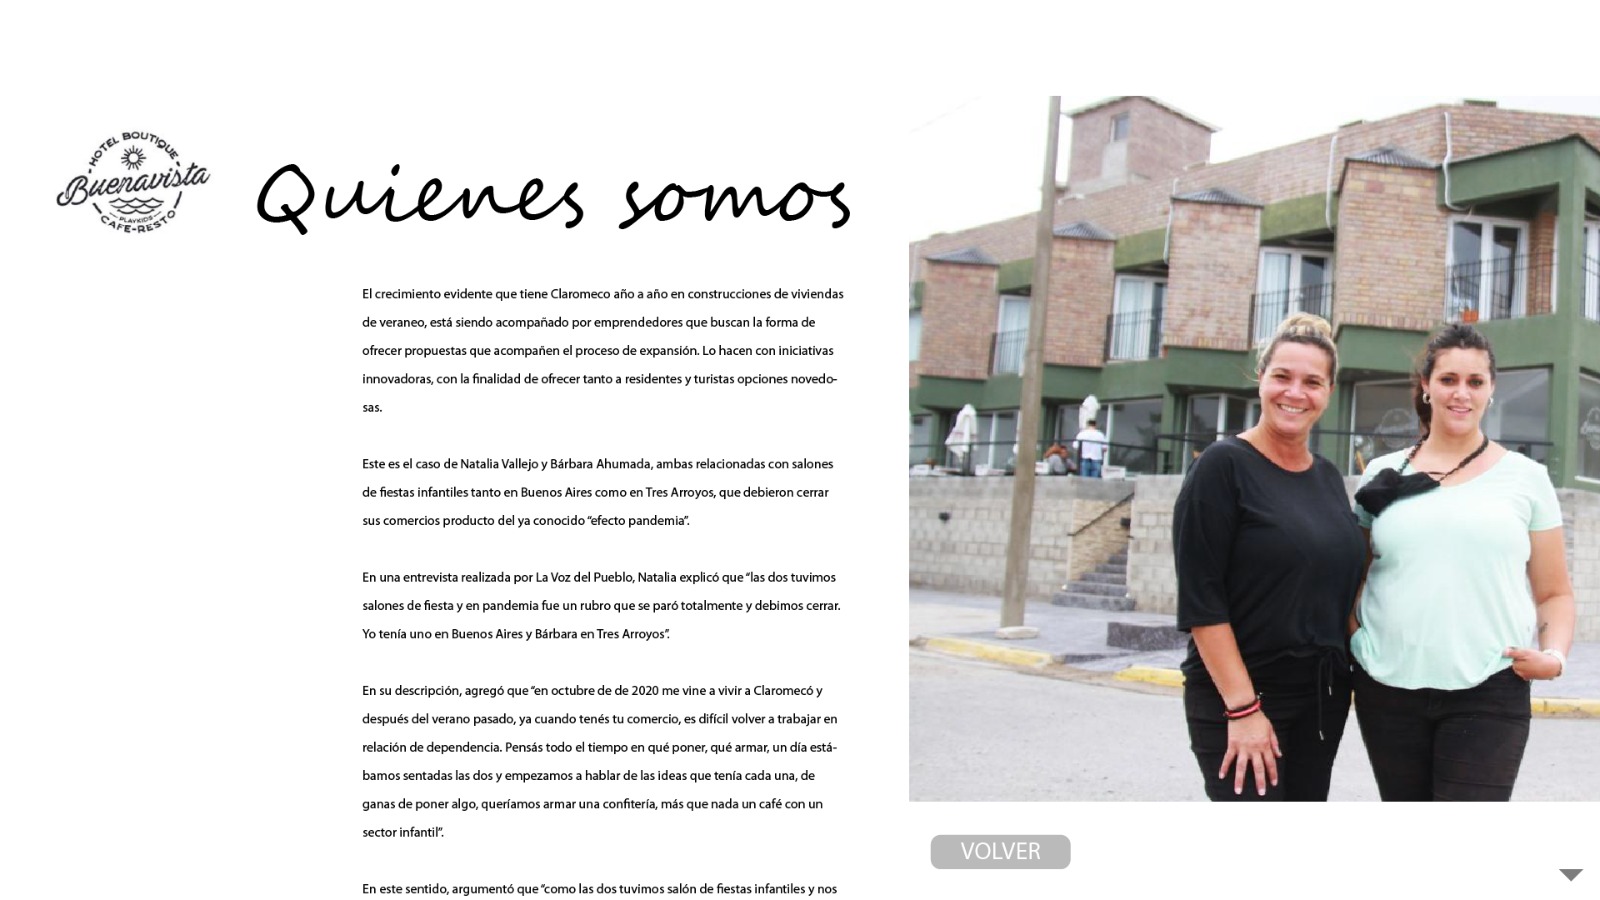 HOTEL BOUTIQUE
Buenavista
PLAYKIDS
CAFE-RESTO
Quienes somos
El crecimiento evidente que tiene Claromeco año a año en construcciones de viviendas
de veraneo, está siendo acompañado por emprendedores que buscan la forma de
ofrecer propuestas que acompañen el proceso de expansión. Lo hacen con iniciativas
innovadoras, con la finalidad de ofrecer tanto a residentes y turistas opciones novedo-
sas.
Este es el caso de Natalia Vallejo y Bárbara Ahumada, ambas relacionadas con salones
de fiestas infantiles tanto en Buenos Aires como en Tres Arroyos, que debieron cerrar
sus comercios producto del ya conocido “efecto pandemia”.
En una entrevista realizada por La Voz del Pueblo, Natalia explicó que “las dos tuvimos
salones de fiesta y en pandemia fue un rubro que se paró totalmente y debimos cerrar.
Yo tenía uno en Buenos Aires y Bárbara en Tres Arroyos”.
En su descripción, agregó que “en octubre de de 2020 me vine a vivir a Claromecó y
después del verano pasado, ya cuando tenés tu comercio, es difícil volver a trabajar en
relación de dependencia. Pensás todo el tiempo en qué poner, qué armar, un día está-
bamos sentadas las dos y empezamos a hablar de las ideas que tenía cada una, de
ganas de poner algo, queríamos armar una confitería, más que nada un café con un
sector infantil”.
En este sentido, argumentó que “como las dos tuvimos salón de fiestas infantiles y nos
VOLVER